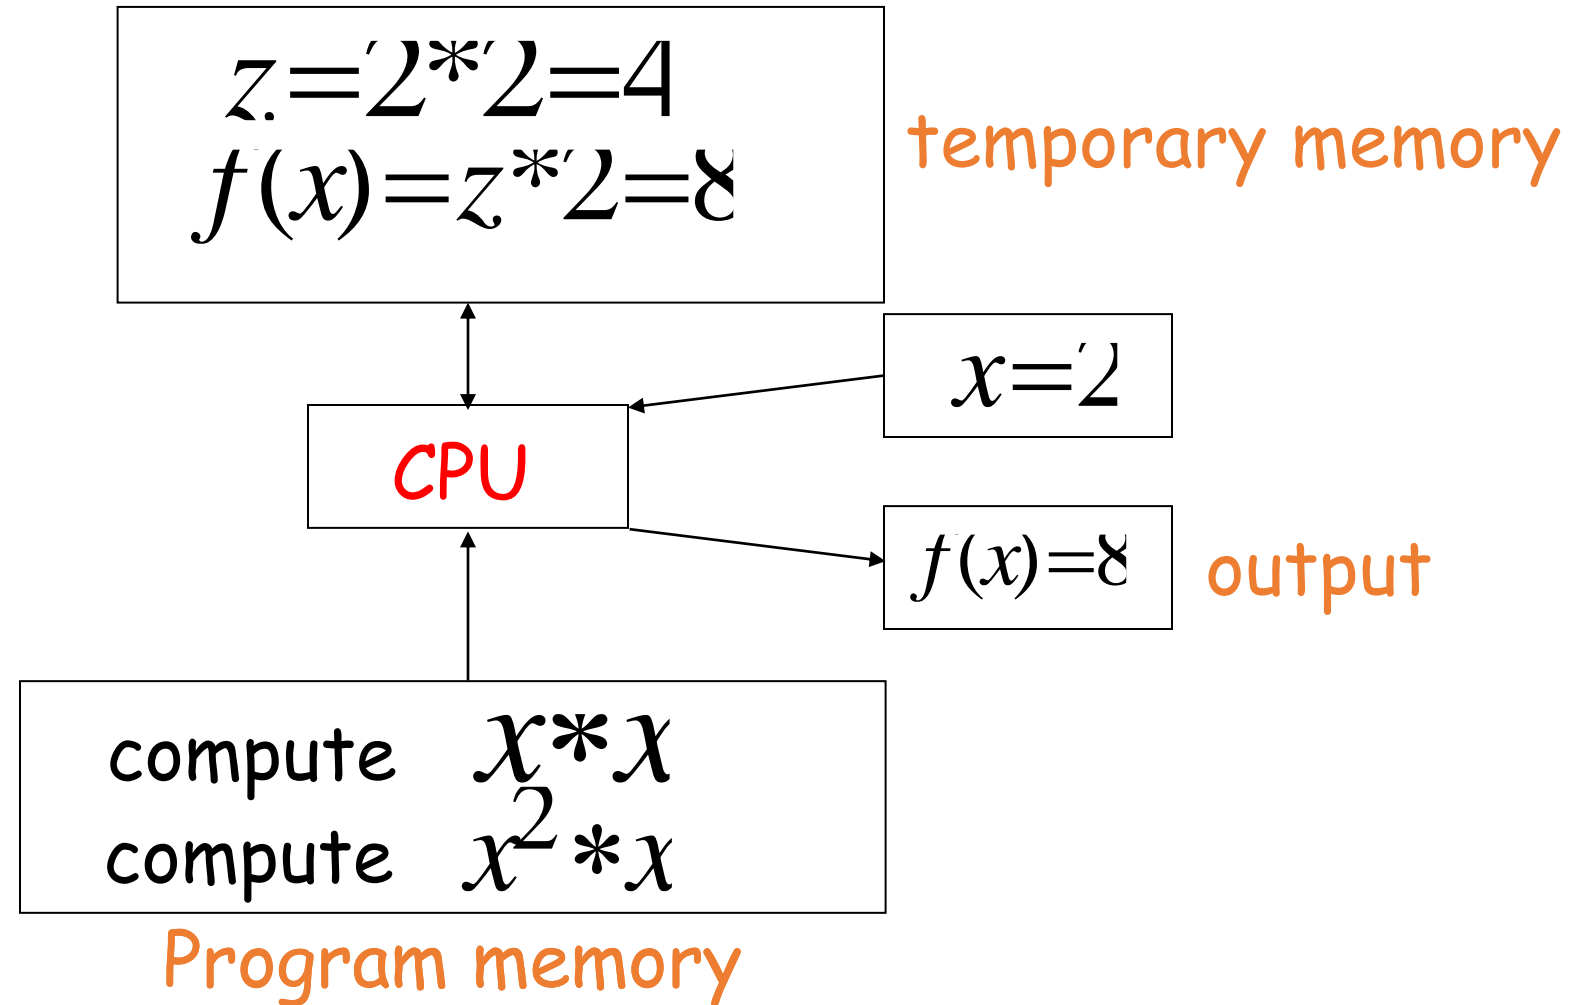 z=2*2=4
f(x)=z*2=8
temporary memory
x=2
CPU
f(x)=8
output
compute x*x
compute x²*x
Program memory